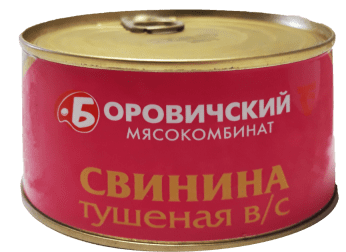 БОРОВИЧСКИЙ
МЯСОКОМБИНАТ
СВИНИНА
тушеная в/с